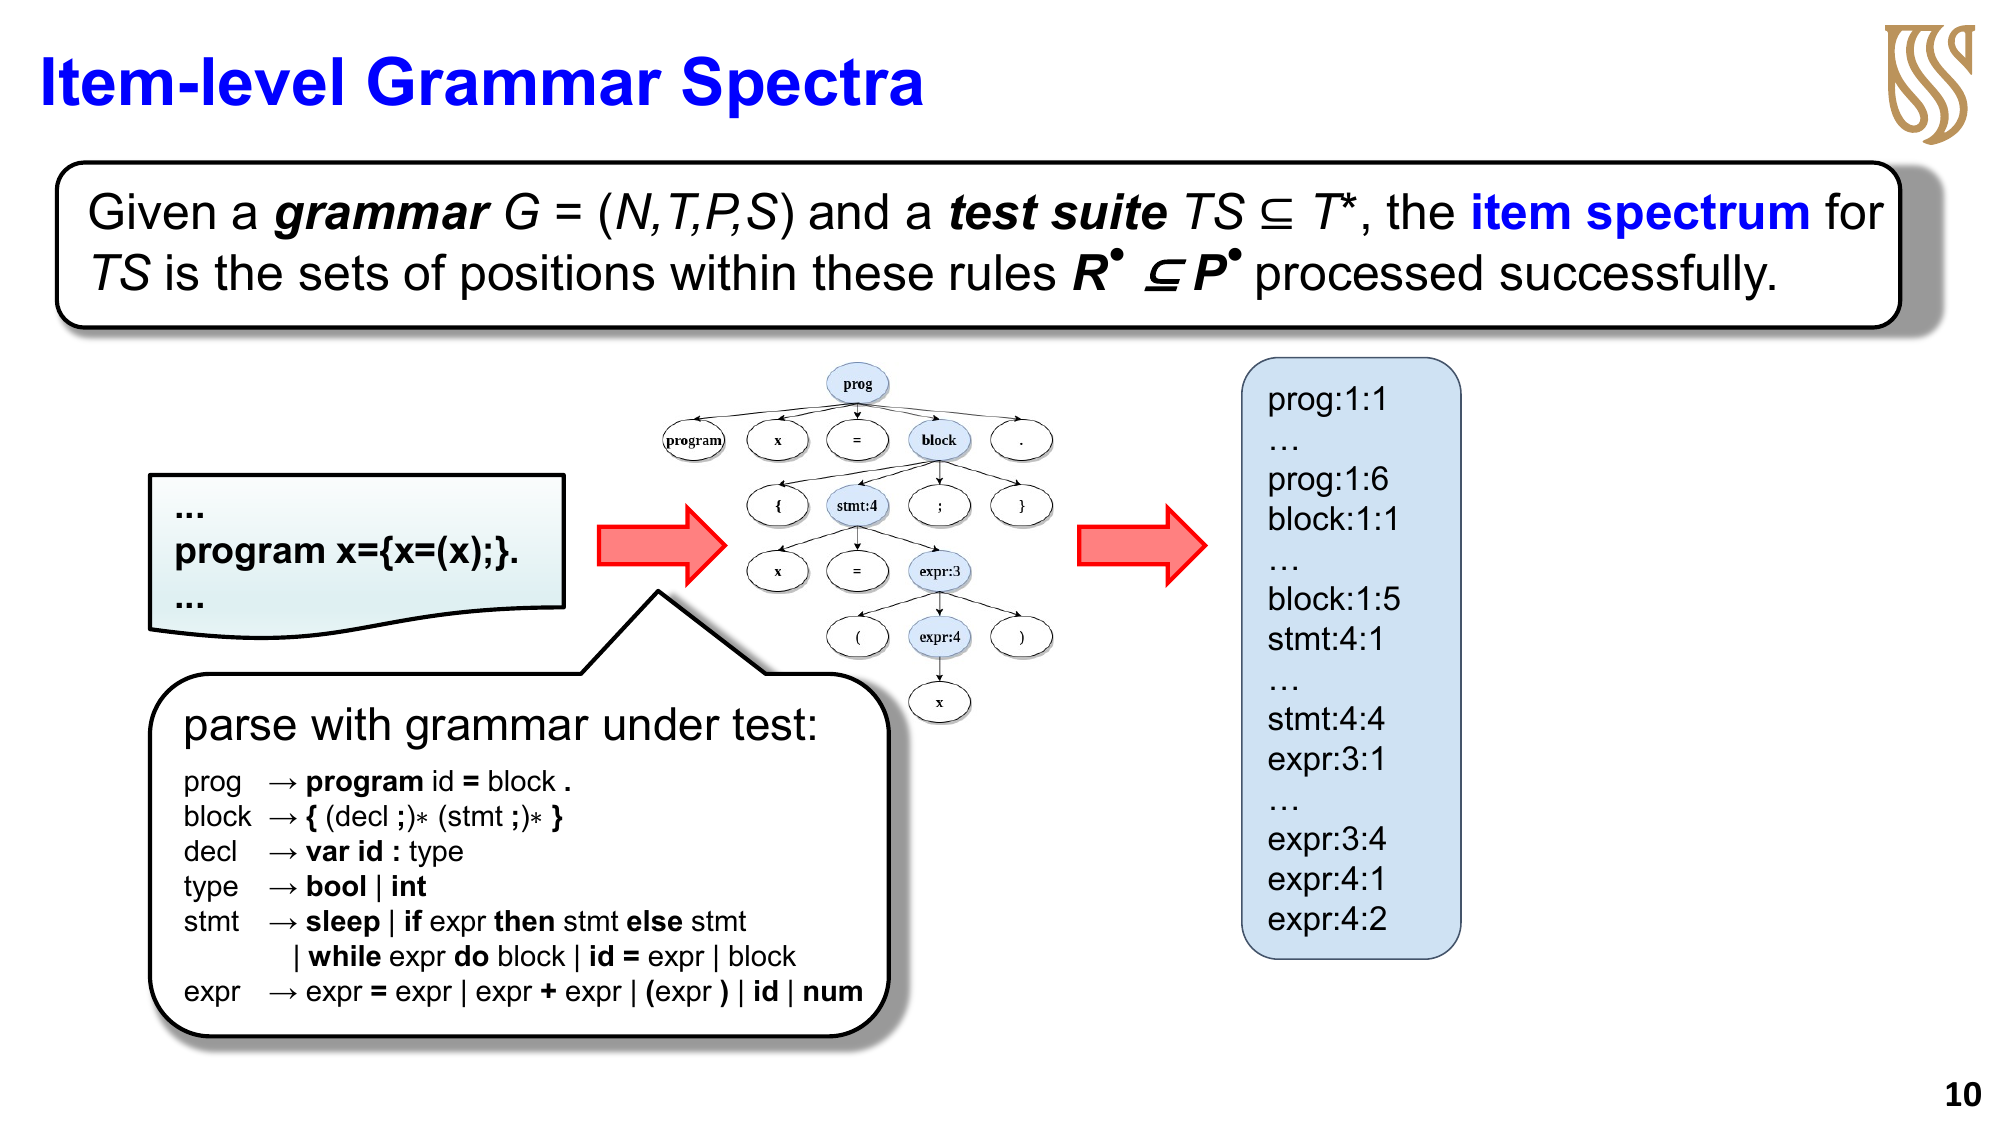 Item-level Grammar Spectra
Given a grammar G = (N,T,P,S) and a test suite TS ⊆ T*, the item spectrum for
TS is the sets of positions within these rules R• ⊆ P• processed successfully.
...
program x={x=(x);}.
...
prog
program x = block .
{ stmt:4 ; }
x = expr:3
( expr:4 )
x
parse with grammar under test:
prog → program id = block .
block → { (decl ;)* (stmt ;)* }
decl → var id : type
type → bool | int
stmt → sleep | if expr then stmt else stmt
| while expr do block | id = expr | block
expr → expr = expr | expr + expr | (expr ) | id | num
prog:1:1
…
prog:1:6
block:1:1
…
block:1:5
stmt:4:1
…
stmt:4:4
expr:3:1
…
expr:3:4
expr:4:1
expr:4:2
10